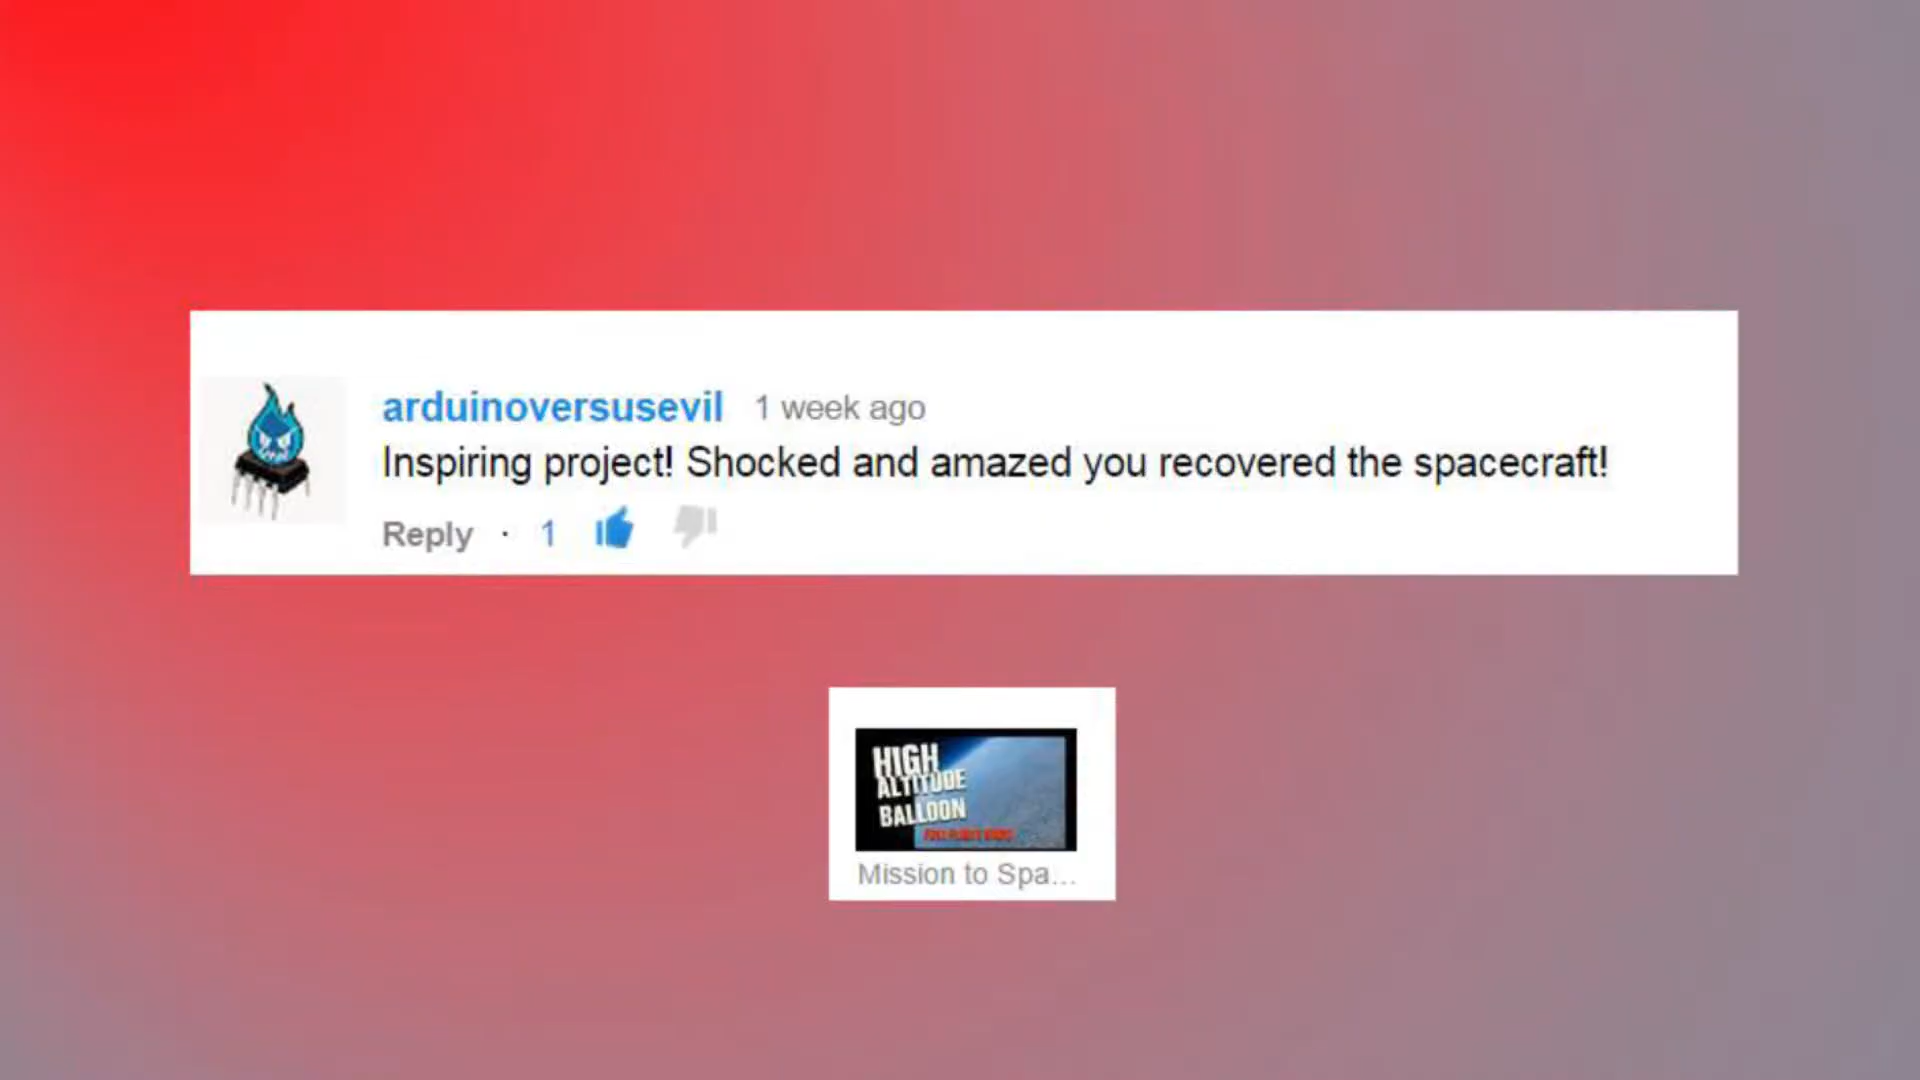 arduinoversusevil 1 week ago
Inspiring project! Shocked and amazed you recovered the spacecraft!
Reply · 1
HIGH
ALTITUDE
BALLOON
Mission to Spa...